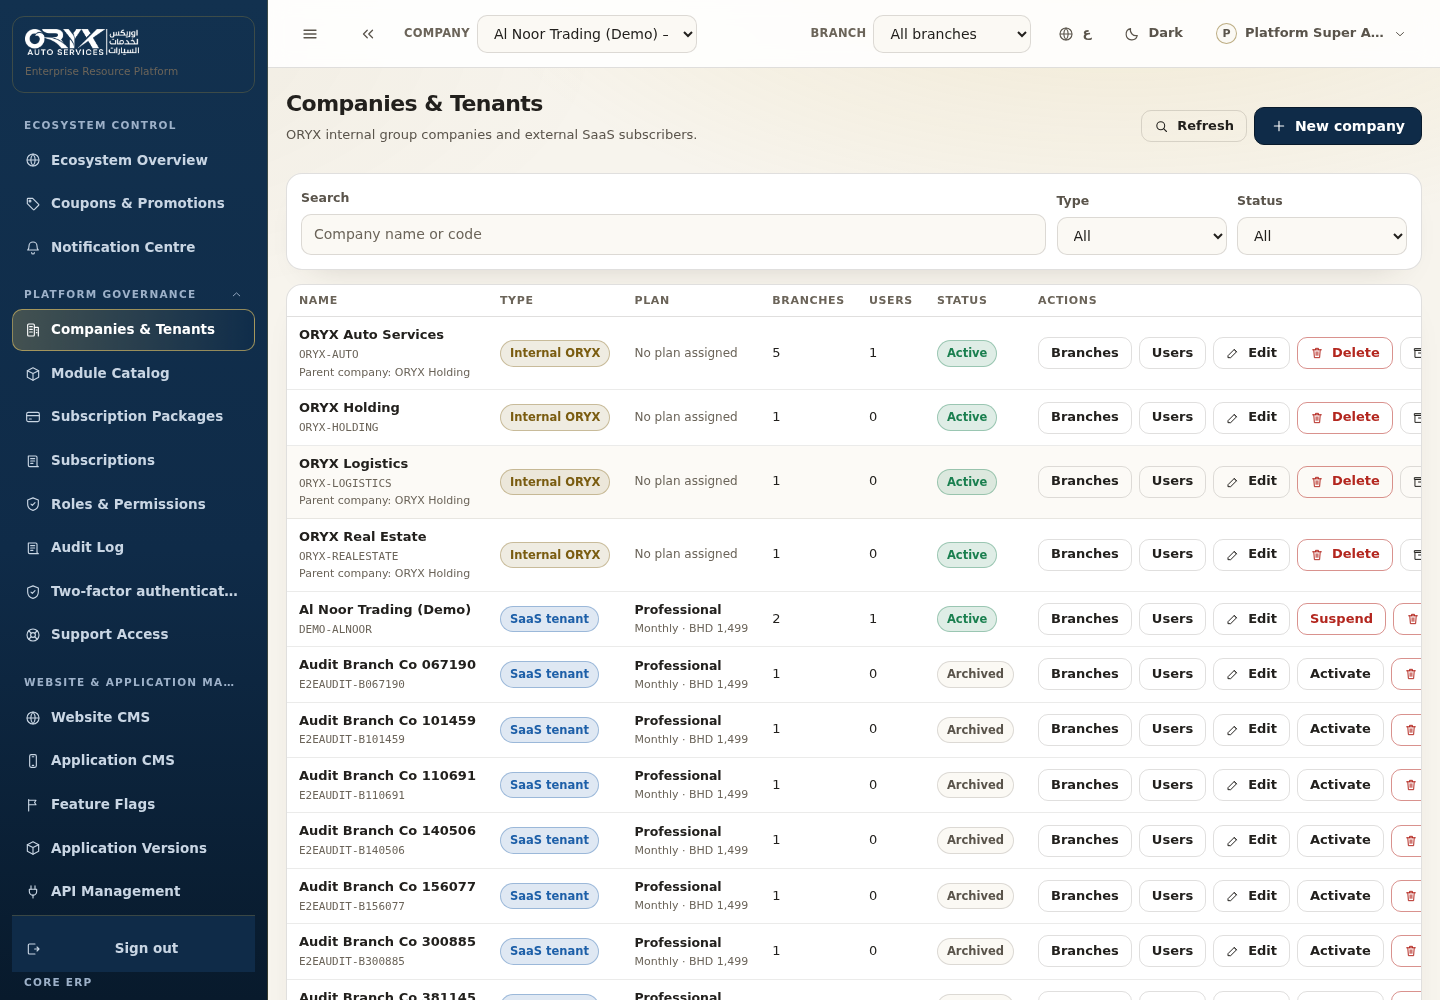 ORYX
اوريكس
لخدمات
السيارات
AUTO SERVICES
Enterprise Resource Platform
ECOSYSTEM CONTROL
Ecosystem Overview
Coupons & Promotions
Notification Centre
PLATFORM GOVERNANCE
Companies & Tenants
Module Catalog
Subscription Packages
Subscriptions
Roles & Permissions
Audit Log
Two-factor authenticat…
Support Access
WEBSITE & APPLICATION MA…
Website CMS
Application CMS
Feature Flags
Application Versions
API Management
Sign out
CORE ERP
COMPANY Al Noor Trading (Demo) – BRANCH All branches ع Dark P Platform Super A…
Companies & Tenants
ORYX internal group companies and external SaaS subscribers.
Refresh New company
Search Type Status
Company name or code All All
NAME TYPE PLAN BRANCHES USERS STATUS ACTIONS
ORYX Auto Services
ORYX-AUTO
Parent company: ORYX Holding
Internal ORYX No plan assigned 5 1 Active Branches Users Edit Delete
ORYX Holding
ORYX-HOLDING
Internal ORYX No plan assigned 1 0 Active Branches Users Edit Delete
ORYX Logistics
ORYX-LOGISTICS
Parent company: ORYX Holding
Internal ORYX No plan assigned 1 0 Active Branches Users Edit Delete
ORYX Real Estate
ORYX-REALESTATE
Parent company: ORYX Holding
Internal ORYX No plan assigned 1 0 Active Branches Users Edit Delete
Al Noor Trading (Demo)
DEMO-ALNOOR
SaaS tenant Professional
Monthly · BHD 1,499
2 1 Active Branches Users Edit Suspend
Audit Branch Co 067190
E2EAUDIT-B067190
SaaS tenant Professional
Monthly · BHD 1,499
1 0 Archived Branches Users Edit Activate
Audit Branch Co 101459
E2EAUDIT-B101459
SaaS tenant Professional
Monthly · BHD 1,499
1 0 Archived Branches Users Edit Activate
Audit Branch Co 110691
E2EAUDIT-B110691
SaaS tenant Professional
Monthly · BHD 1,499
1 0 Archived Branches Users Edit Activate
Audit Branch Co 140506
E2EAUDIT-B140506
SaaS tenant Professional
Monthly · BHD 1,499
1 0 Archived Branches Users Edit Activate
Audit Branch Co 156077
E2EAUDIT-B156077
SaaS tenant Professional
Monthly · BHD 1,499
1 0 Archived Branches Users Edit Activate
Audit Branch Co 300885
E2EAUDIT-B300885
SaaS tenant Professional
Monthly · BHD 1,499
1 0 Archived Branches Users Edit Activate
Audit Branch Co 381145 Professional